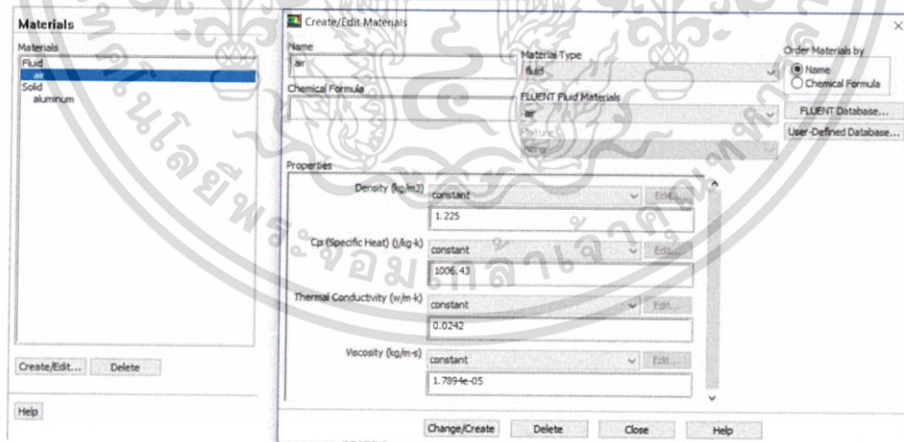 Materials
Materials
Fluid
air
Solid
aluminum
Create/Edit...
Delete
Help
Create/Edit Materials
Name
air
Material Type
fluid
Order Materials by
Name
Chemical Formula
Chemical Formula
FLUENT Fluid Materials
air
Mixture
none
FLUENT Database...
User-Defined Database...
Properties
Density (kg/m3)
constant
Edit...
1.225
Cp (Specific Heat) (j/kg-k)
constant
Edit...
1006.43
Thermal Conductivity (w/m-k)
constant
Edit...
0.0242
Viscosity (kg/m-s)
constant
Edit...
1.7894e-05
Change/Create
Delete
Close
Help